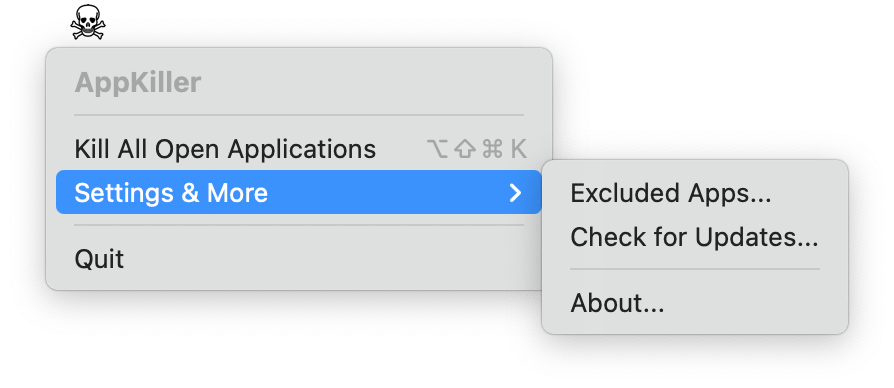 AppKiller
Kill All Open Applications ⌥⇧⌘ K
Settings & More
Excluded Apps...
Check for Updates...
Quit
About...